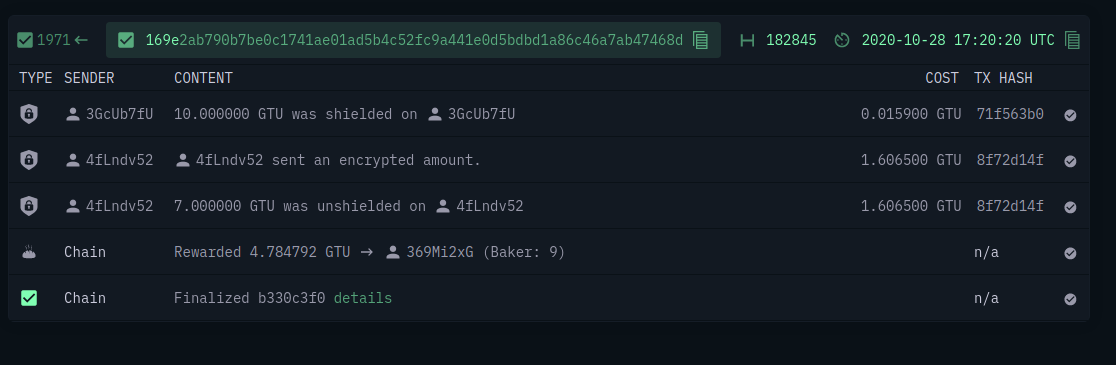 1971 ← 169e2ab790b7be0c1741ae01ad5b4c52fc9a441e0d5bdbd1a86c46a7ab47468d 182845 2020-10-28 17:20:20 UTC
TYPE SENDER CONTENT COST TX HASH
3GcUb7fU 10.000000 GTU was shielded on 3GcUb7fU 0.015900 GTU 71f563b0
4fLndv52 4fLndv52 sent an encrypted amount. 1.606500 GTU 8f72d14f
4fLndv52 7.000000 GTU was unshielded on 4fLndv52 1.606500 GTU 8f72d14f
Chain Rewarded 4.784792 GTU → 369Mi2xG (Baker: 9) n/a
Chain Finalized b330c3f0 details n/a